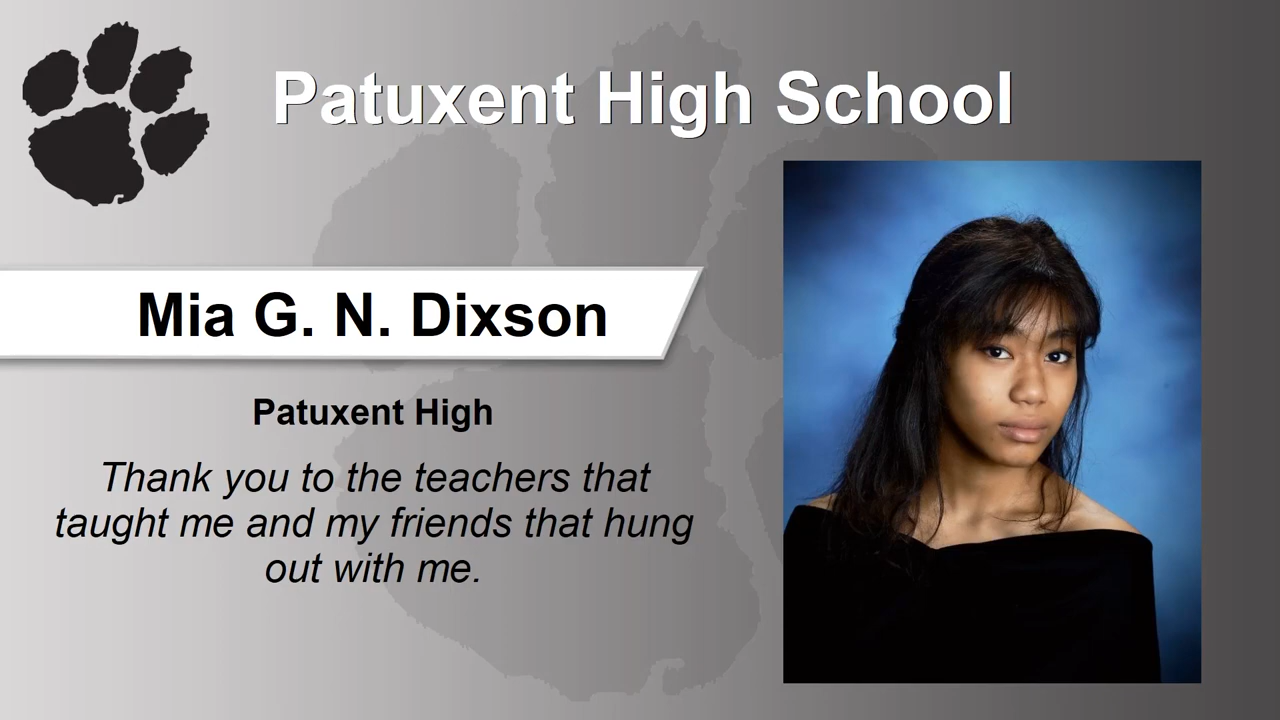 Patuxent High School
Mia G. N. Dixson
Patuxent High
Thank you to the teachers that
taught me and my friends that hung
out with me.